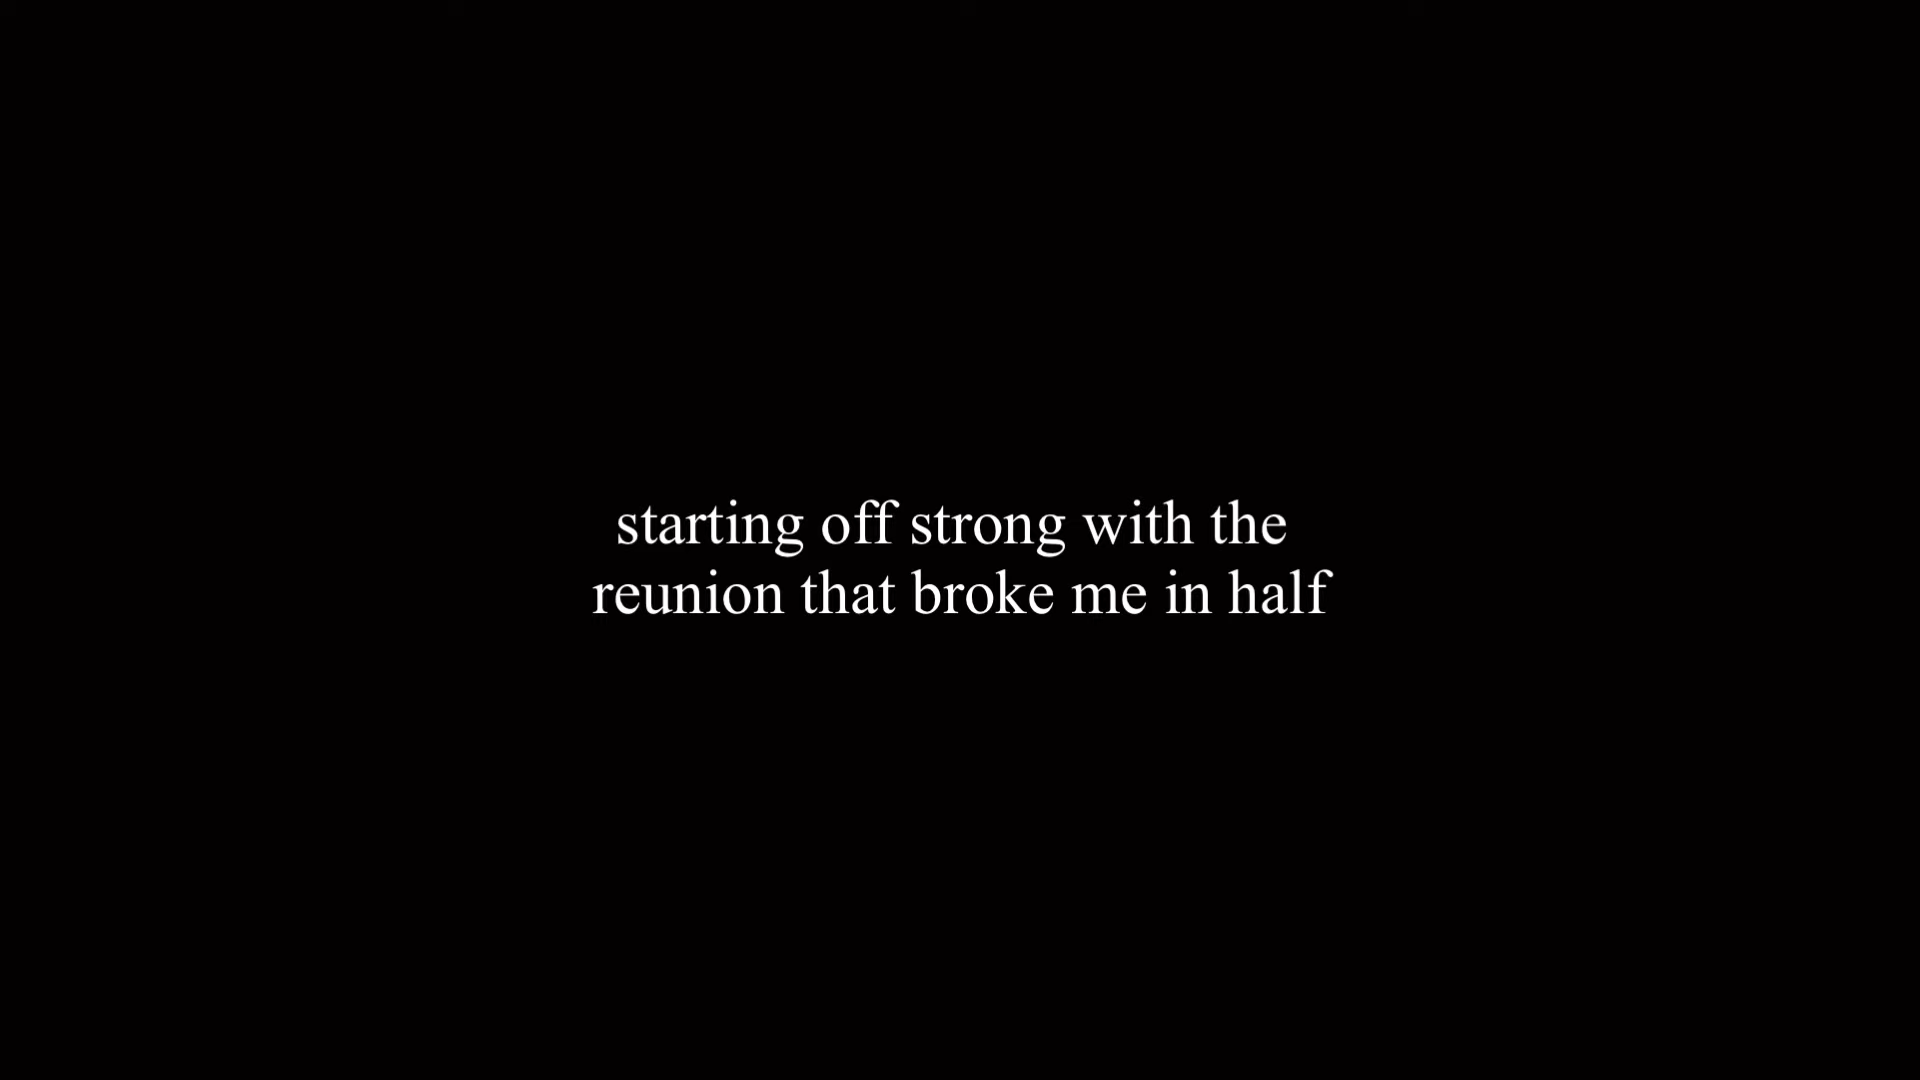 starting off strong with the
reunion that broke me in half